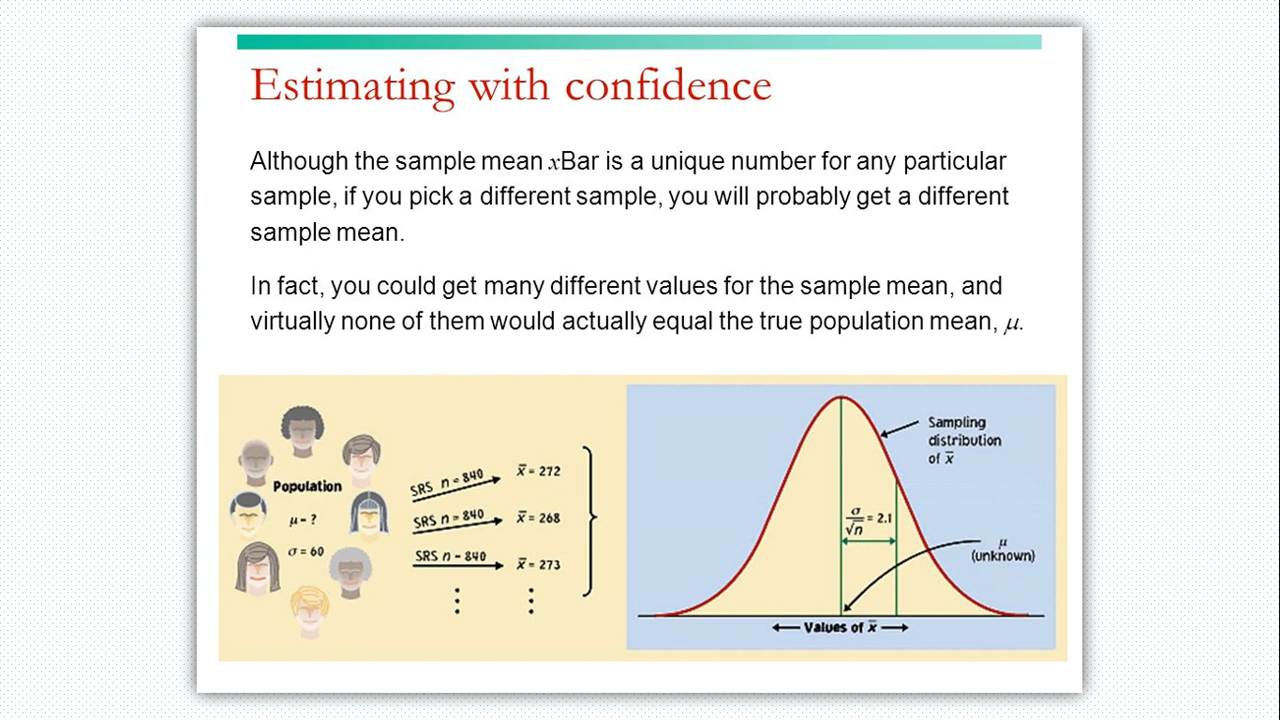 Estimating with confidence
Although the sample mean xBar is a unique number for any particular
sample, if you pick a different sample, you will probably get a different
sample mean.
In fact, you could get many different values for the sample mean, and
virtually none of them would actually equal the true population mean, μ.
Population
μ = ?
σ = 60
SRS n = 840
x̄ = 272
SRS n = 840
x̄ = 268
SRS n = 840
x̄ = 273
Sampling
distribution
of x̄
σ/√n = 2.1
μ
(unknown)
Values of x̄